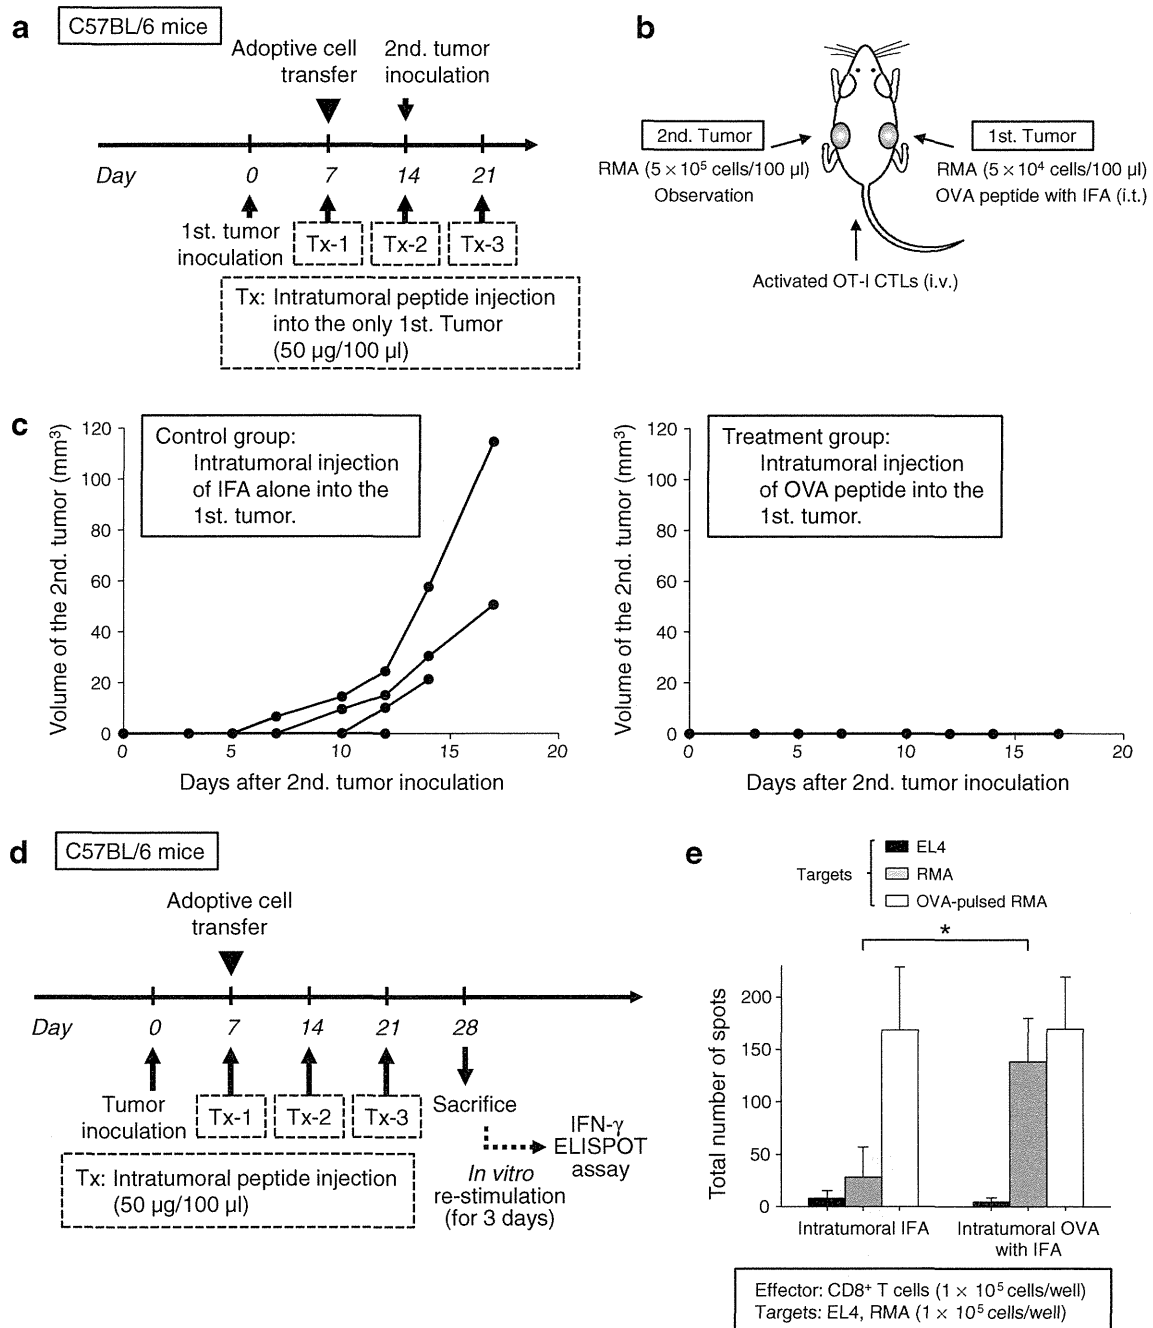 a
C57BL/6 mice
Adoptive cell
transfer
2nd. tumor
inoculation
Day
0
7
14
21
1st. tumor
inoculation
Tx-1
Tx-2
Tx-3
Tx: Intratumoral peptide injection
into the only 1st. Tumor
(50 µg/100 µl)
b
2nd. Tumor
RMA (5 × 10⁵ cells/100 µl)
Observation
1st. Tumor
RMA (5 × 10⁴ cells/100 µl)
OVA peptide with IFA (i.t.)
Activated OT-I CTLs (i.v.)
c
Volume of the 2nd. tumor (mm³)
120
100
80
60
40
20
0
Control group:
Intratumoral injection
of IFA alone into the
1st. tumor.
0
5
10
15
20
Days after 2nd. tumor inoculation
Volume of the 2nd. tumor (mm³)
120
100
80
60
40
20
0
Treatment group:
Intratumoral injection
of OVA peptide into the
1st. tumor.
0
5
10
15
20
Days after 2nd. tumor inoculation
d
C57BL/6 mice
Adoptive cell
transfer
Day
0
7
14
21
28
Tumor
inoculation
Tx-1
Tx-2
Tx-3
Sacrifice
Tx: Intratumoral peptide injection
(50 µg/100 µl)
In vitro
re-stimulation
(for 3 days)
IFN-γ
ELISPOT
assay
e
Targets
EL4
RMA
OVA-pulsed RMA
*
Total number of spots
200
150
100
50
0
Intratumoral IFA
Intratumoral OVA
with IFA
Effector: CD8⁺ T cells (1 × 10⁵ cells/well)
Targets: EL4, RMA (1 × 10⁵ cells/well)